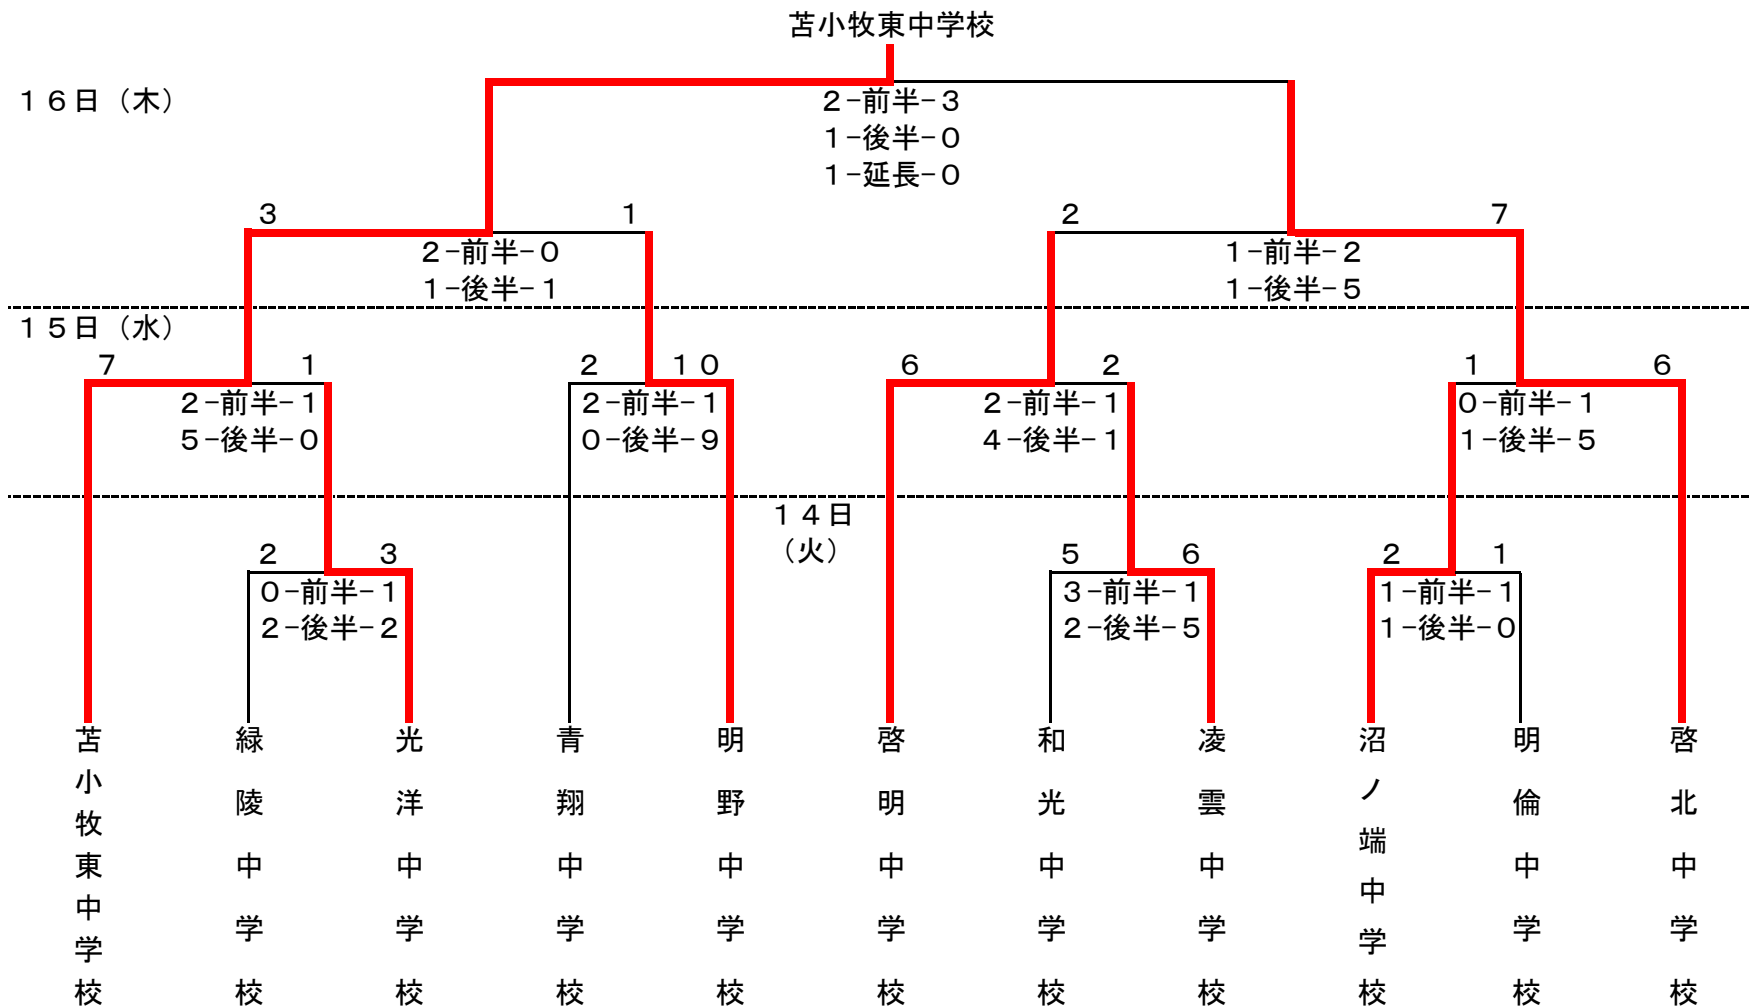 苫小牧東中学校
１６日（木）
２-前半-３
１-後半-０
１-延長-０
３ １ ２ ７
２-前半-０ １-前半-２
１-後半-１ １-後半-５
１５日（水）
７ １ ２ １０ ６ ２ １ ６
２-前半-１ ２-前半-１ ２-前半-１ ０-前半-１
５-後半-０ ０-後半-９ ４-後半-１ １-後半-５
１４日
（火）
２ ３ ５ ６ ２ １
０-前半-１ ３-前半-１ １-前半-１
２-後半-２ ２-後半-５ １-後半-０
苫小牧東中学校
緑陵中学校
光洋中学校
青翔中学校
明野中学校
啓明中学校
和光中学校
凌雲中学校
沼ノ端中学校
明倫中学校
啓北中学校